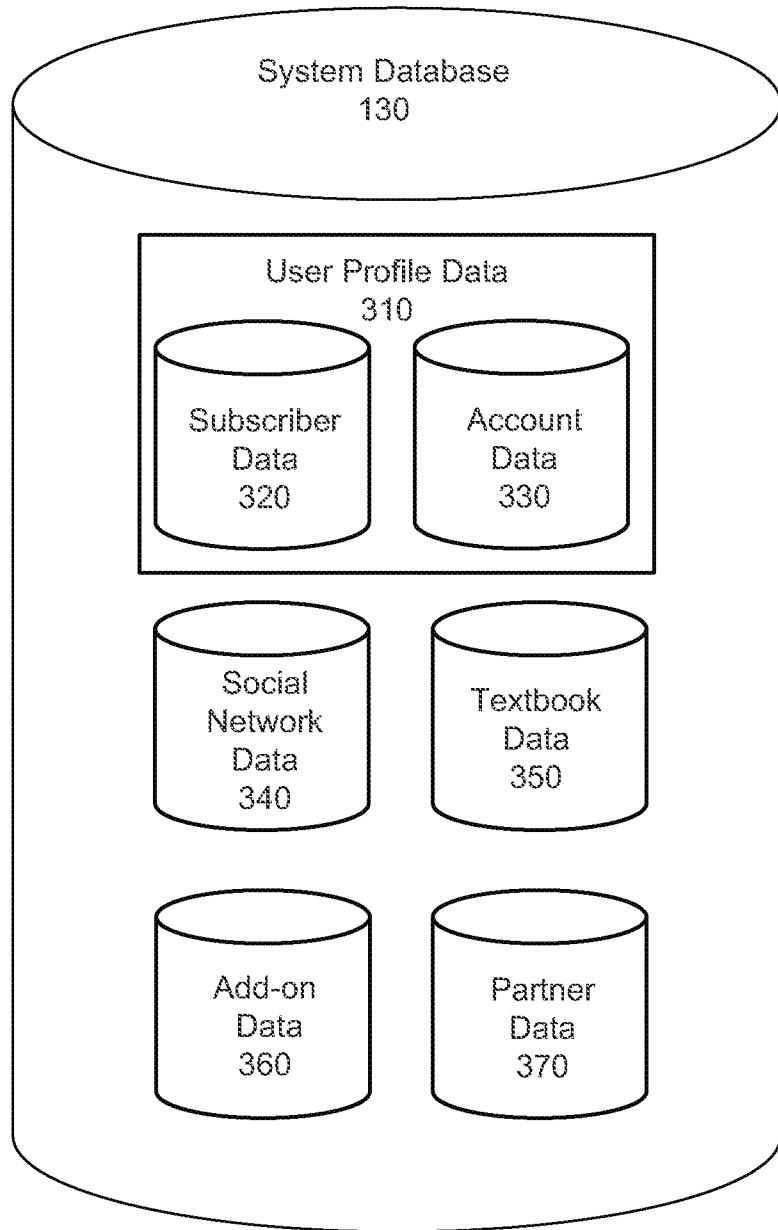 System Database
130
User Profile Data
310
Subscriber
Data
320
Account
Data
330
Social
Network
Data
340
Textbook
Data
350
Add-on
Data
360
Partner
Data
370